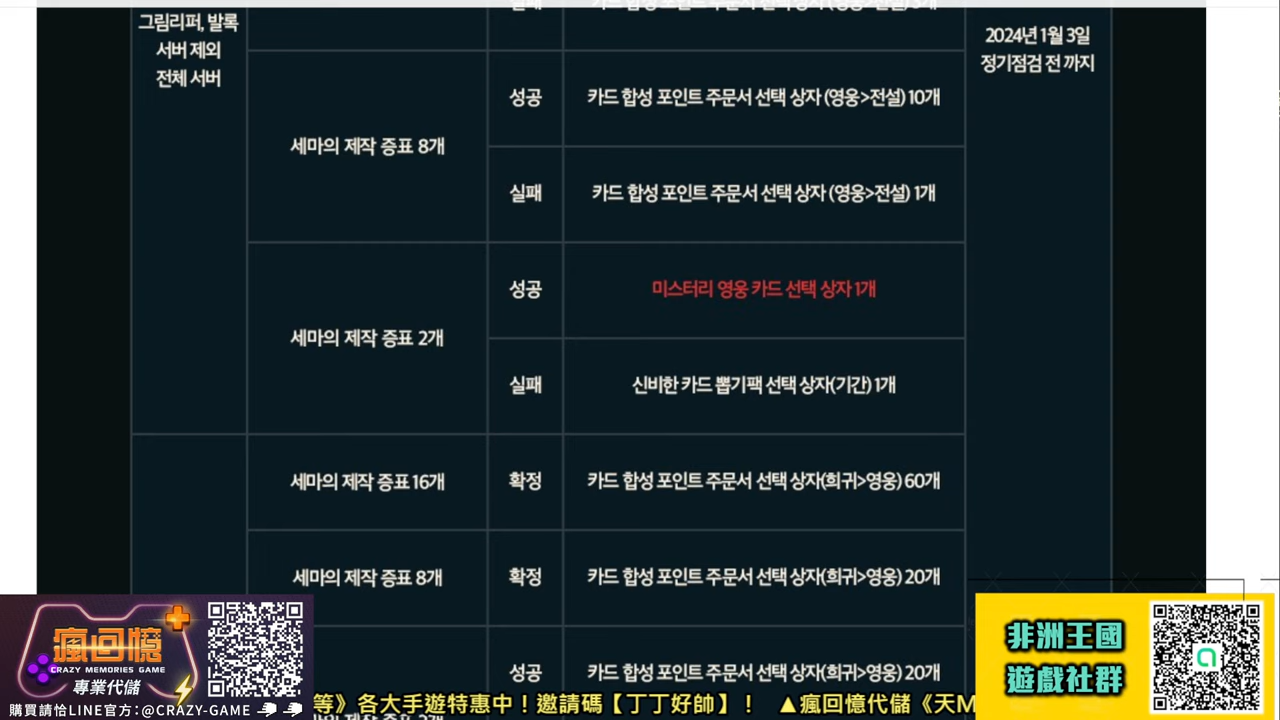 그림리퍼, 발록
서버 제외
전체 서버
2024년 1월 3일
정기점검 전 까지
세마의 제작 증표 8개
성공
카드 합성 포인트 주문서 선택 상자 (영웅>전설) 10개
실패
카드 합성 포인트 주문서 선택 상자 (영웅>전설) 1개
세마의 제작 증표 2개
성공
미스터리 영웅 카드 선택 상자 1개
실패
신비한 카드 뽑기팩 선택 상자(기간) 1개
세마의 제작 증표 16개
확정
카드 합성 포인트 주문서 선택 상자(희귀>영웅) 60개
세마의 제작 증표 8개
확정
카드 합성 포인트 주문서 선택 상자(희귀>영웅) 20개
성공
카드 합성 포인트 주문서 선택 상자(희귀>영웅) 20개
瘋回憶
CRAZY MEMORIES GAME
專業代儲
購買請恰LINE官方:@CRAZY-GAME
等》各大手遊特惠中！邀請碼【丁丁好帥】！ ▲瘋回憶代儲《天M
非洲王國
遊戲社群